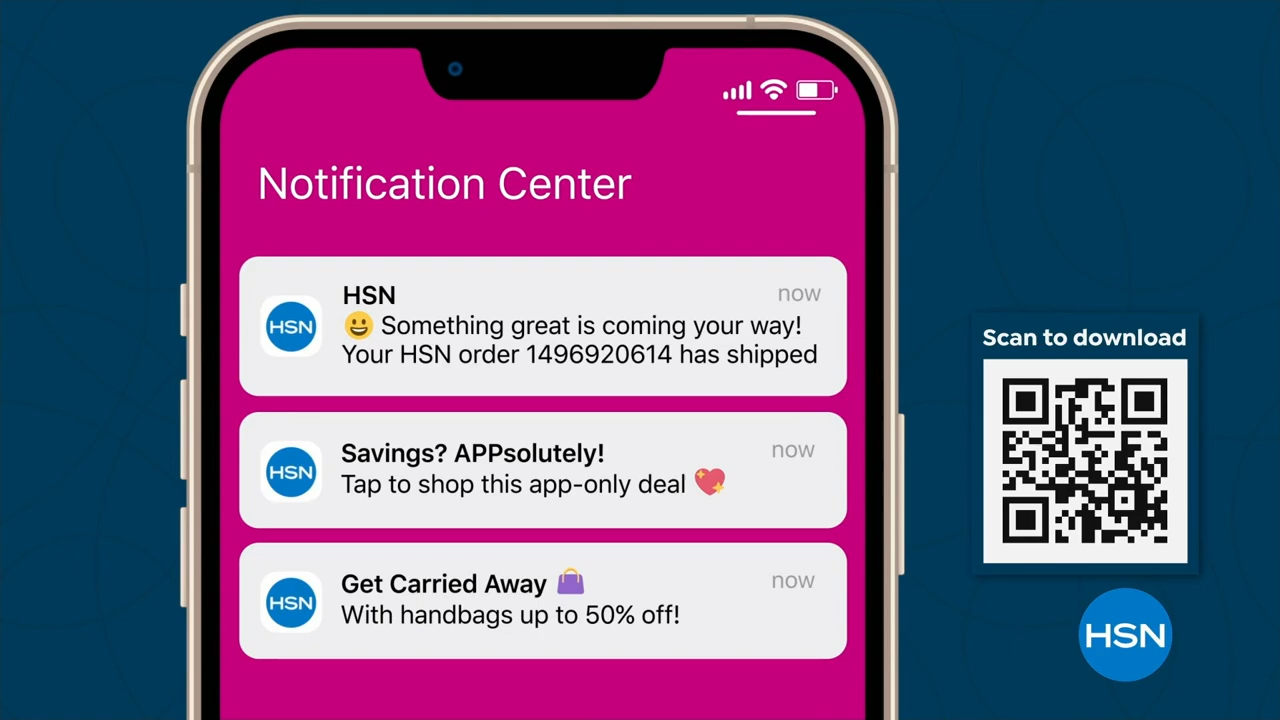 Notification Center
HSN
HSN
now
😀 Something great is coming your way!
Your HSN order 1496920614 has shipped
HSN
Savings? APPsolutely!
now
Tap to shop this app-only deal 💖
HSN
Get Carried Away 👜
now
With handbags up to 50% off!
Scan to download
HSN